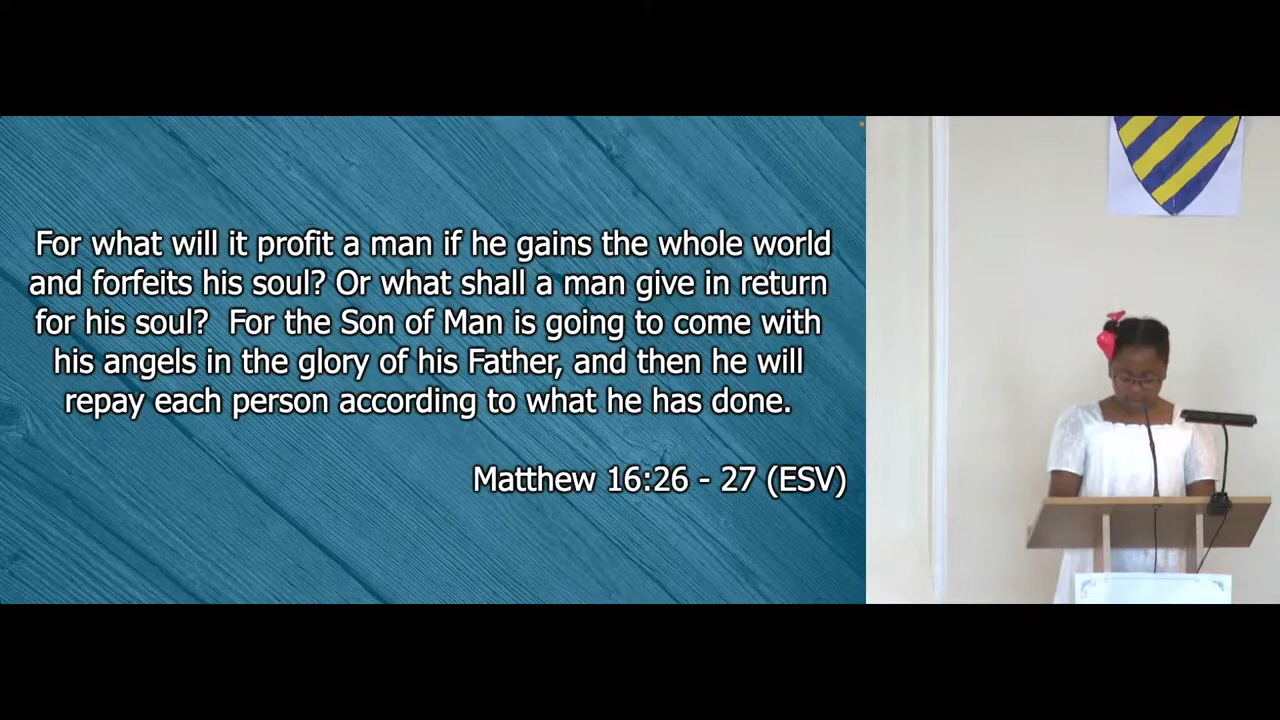 For what will it profit a man if he gains the whole world
and forfeits his soul? Or what shall a man give in return
for his soul?  For the Son of Man is going to come with
his angels in the glory of his Father, and then he will
repay each person according to what he has done.
Matthew 16:26 - 27 (ESV)